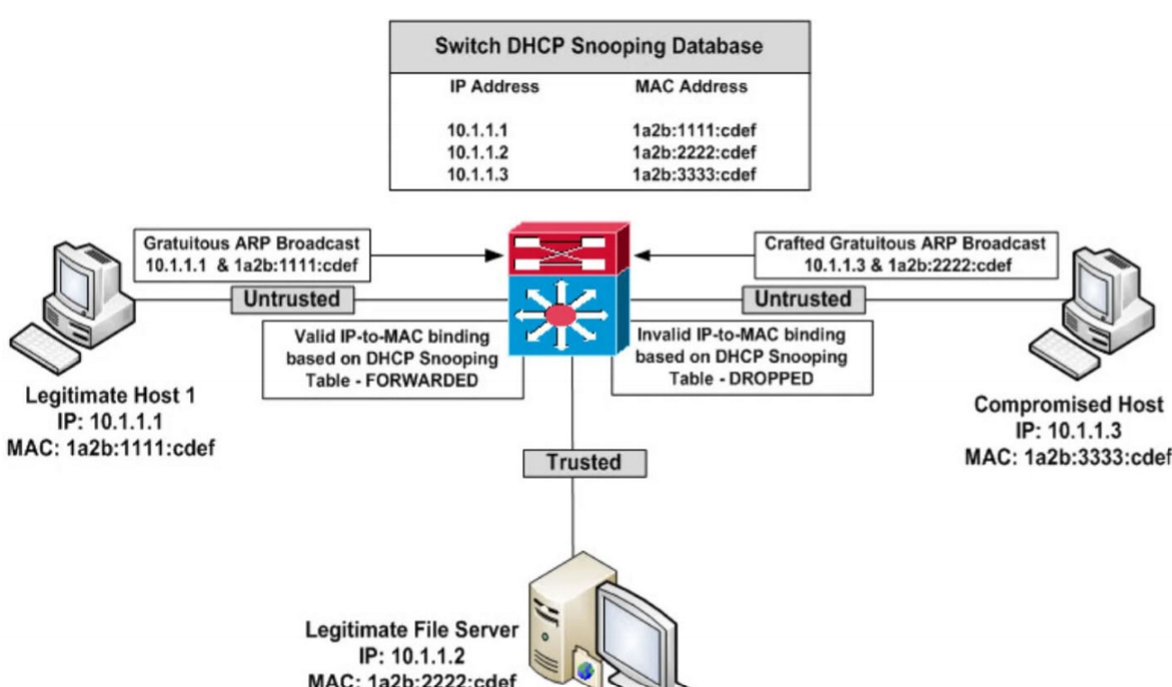 Switch DHCP Snooping Database
IP Address MAC Address
10.1.1.1 1a2b:1111:cdef
10.1.1.2 1a2b:2222:cdef
10.1.1.3 1a2b:3333:cdef
Gratuitous ARP Broadcast
10.1.1.1 & 1a2b:1111:cdef
Crafted Gratuitous ARP Broadcast
10.1.1.3 & 1a2b:2222:cdef
Untrusted
Untrusted
Valid IP-to-MAC binding
based on DHCP Snooping
Table - FORWARDED
Invalid IP-to-MAC binding
based on DHCP Snooping
Table - DROPPED
Legitimate Host 1
IP: 10.1.1.1
MAC: 1a2b:1111:cdef
Compromised Host
IP: 10.1.1.3
MAC: 1a2b:3333:cdef
Trusted
Legitimate File Server
IP: 10.1.1.2
MAC: 1a2b:2222:cdef